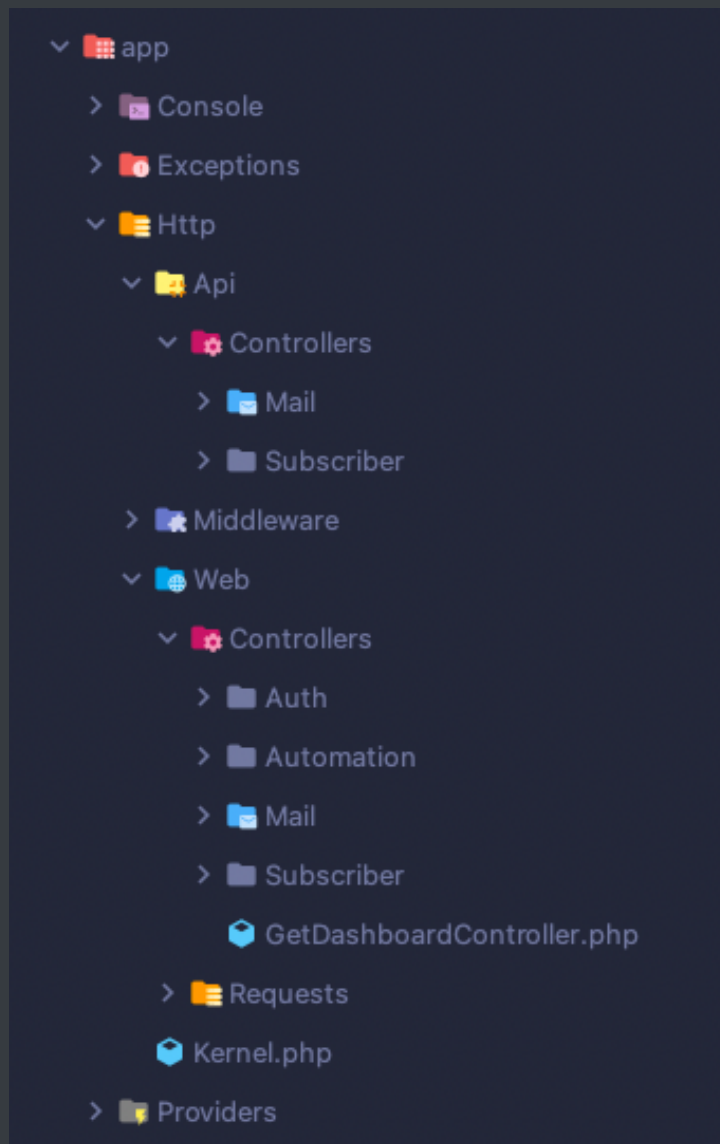 app
Console
Exceptions
Http
Api
Controllers
Mail
Subscriber
Middleware
Web
Controllers
Auth
Automation
Mail
Subscriber
GetDashboardController.php
Requests
Kernel.php
Providers